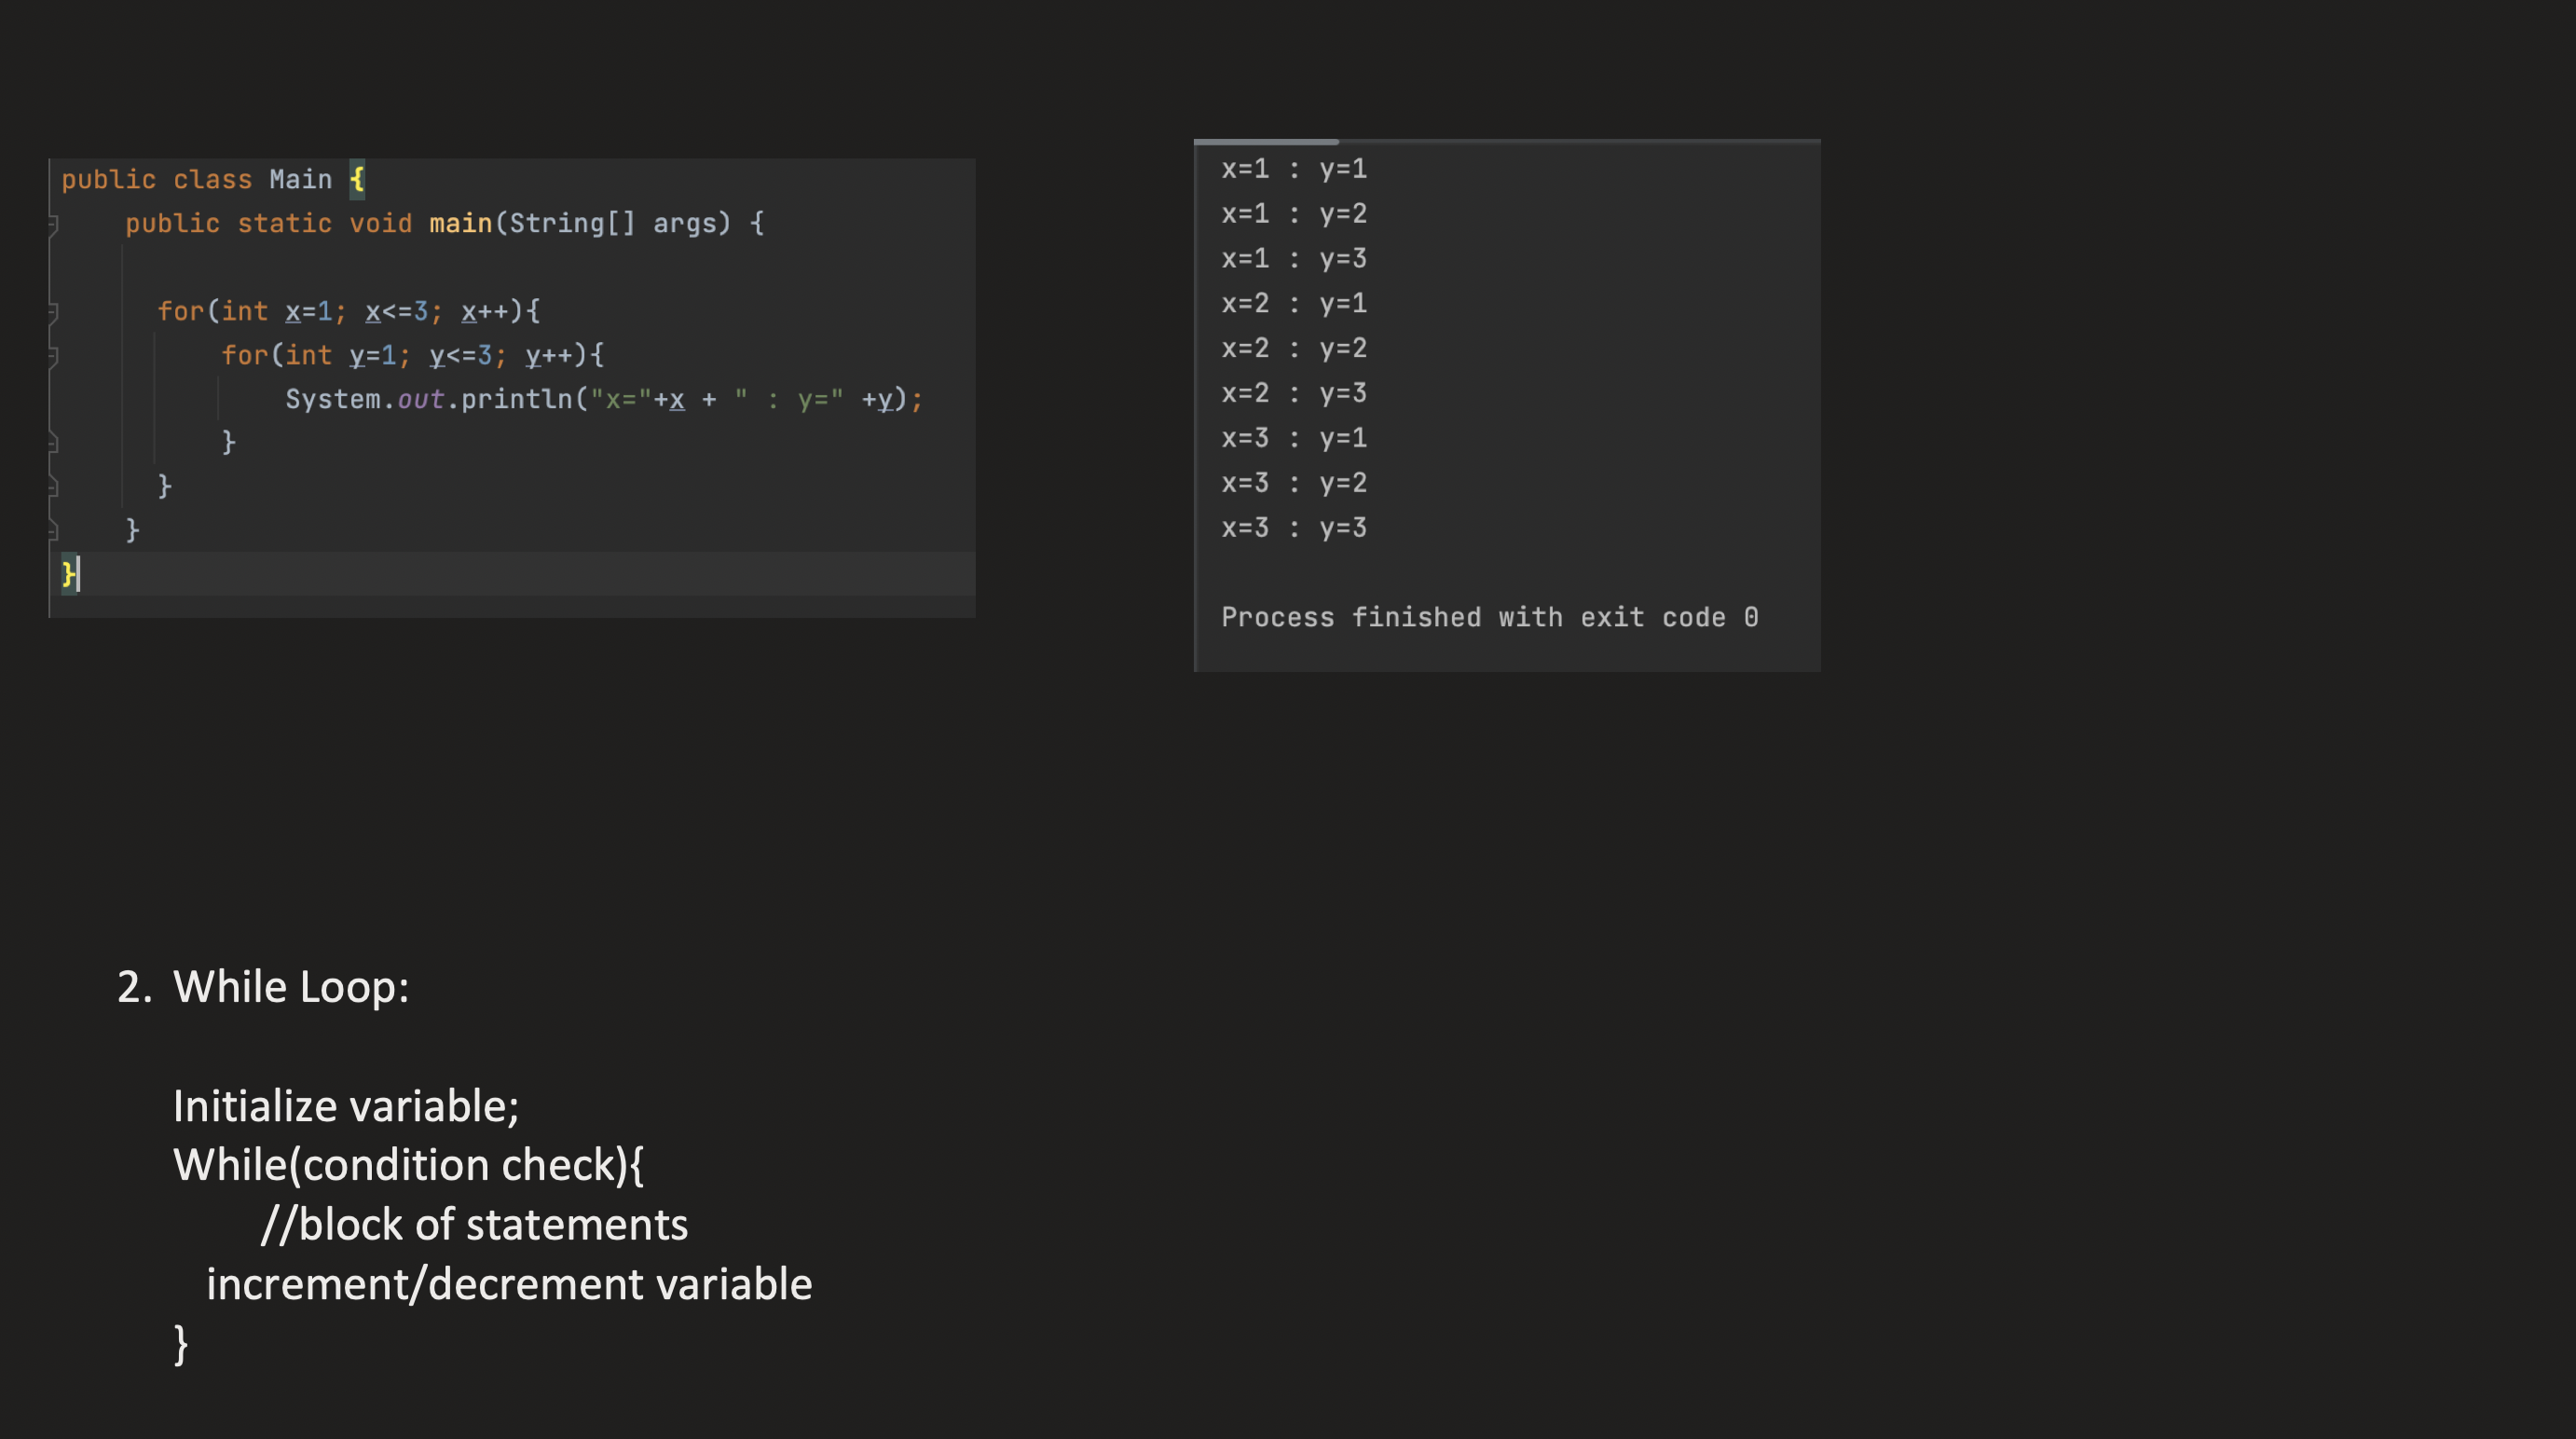 public class Main {
    public static void main(String[] args) {
      for(int x=1; x<=3; x++){
          for(int y=1; y<=3; y++){
              System.out.println("x="+x + " : y=" +y);
          }
      }
    }
}
x=1 : y=1
x=1 : y=2
x=1 : y=3
x=2 : y=1
x=2 : y=2
x=2 : y=3
x=3 : y=1
x=3 : y=2
x=3 : y=3
Process finished with exit code 0
2. While Loop:
Initialize variable;
While(condition check){
//block of statements
increment/decrement variable
}